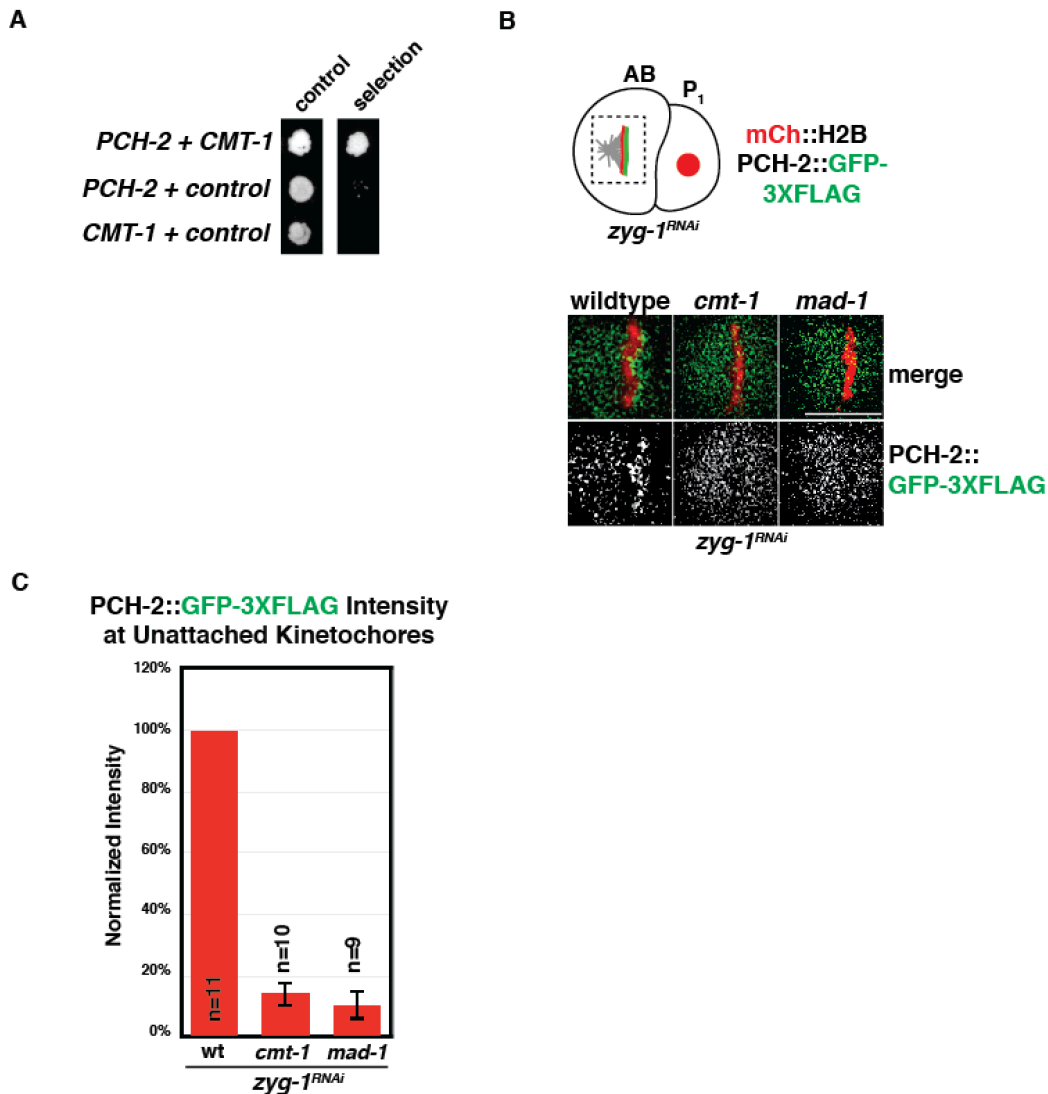 A
control
selection
PCH-2 + CMT-1
PCH-2 + control
CMT-1 + control
B
AB
P1
mCh::H2B
PCH-2::GFP-
3XFLAG
zyg-1RNAi
wildtype cmt-1 mad-1
merge
PCH-2::
GFP-3XFLAG
zyg-1RNAi
C
PCH-2::GFP-3XFLAG Intensity
at Unattached Kinetochores
Normalized Intensity
120%
100%
80%
60%
40%
20%
0%
n=11
n=10
n=9
wt cmt-1 mad-1
zyg-1RNAi